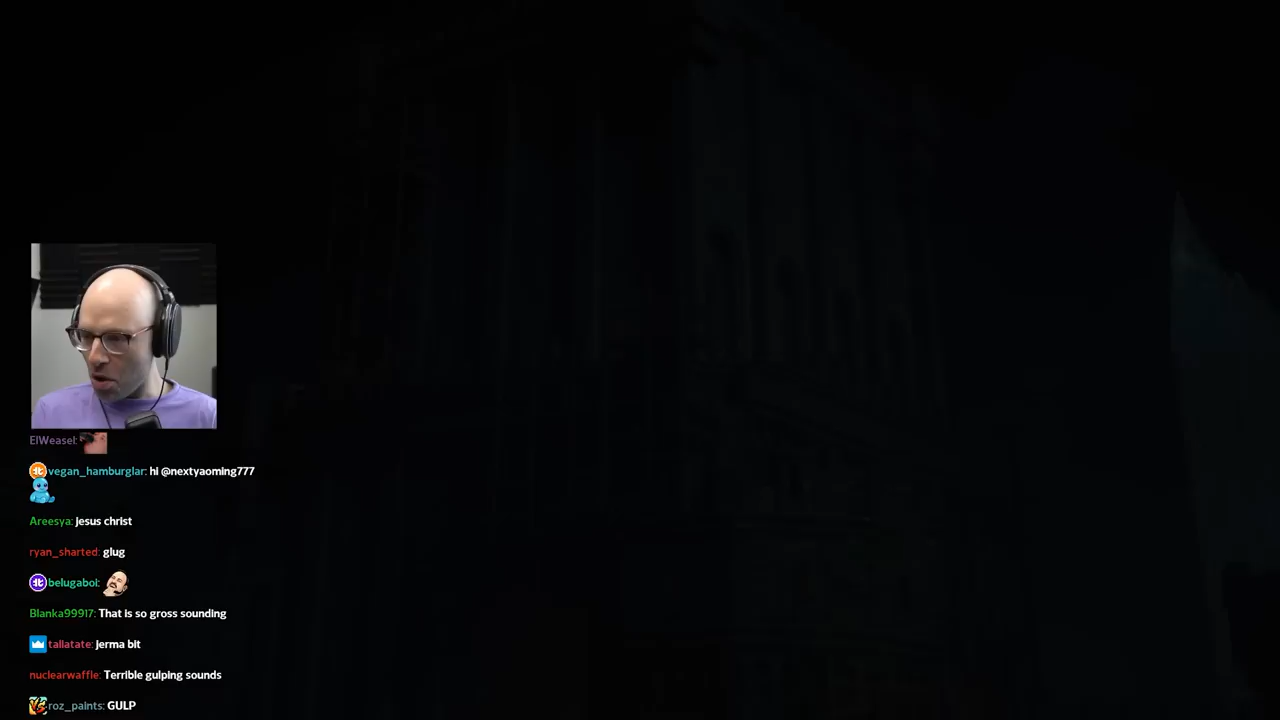 ElWeasel:
vegan_hamburglar: hi @nextyaoming777
Areesya: jesus christ
ryan_sharted: glug
belugaboi:
Blanka99917: That is so gross sounding
tallatate: jerma bit
nuclearwaffle: Terrible gulping sounds
roz_paints: GULP